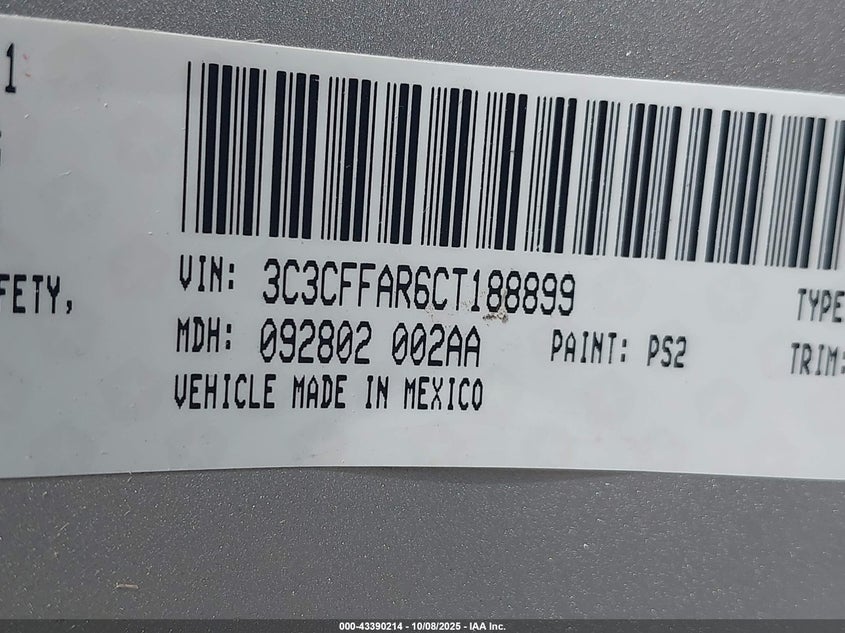 1
FETY,
VIN: 3C3CFFAR6CT188899
TYPE
MDH: 092802 002AA
PAINT: PS2
TRIM:
VEHICLE MADE IN MEXICO
000-43390214 - 10/08/2025 - IAA Inc.